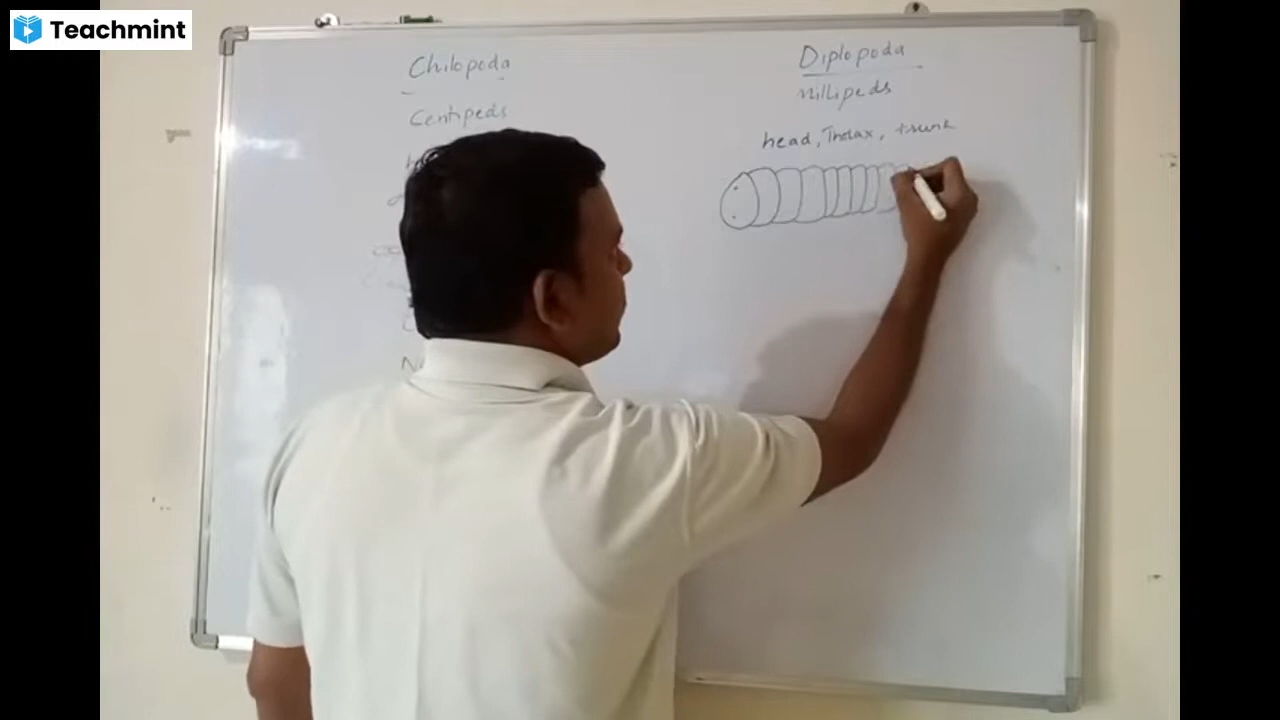 Teachmint
Chilopoda
Centipeds
Diplopoda
Millipeds
head, Thorax, trunk